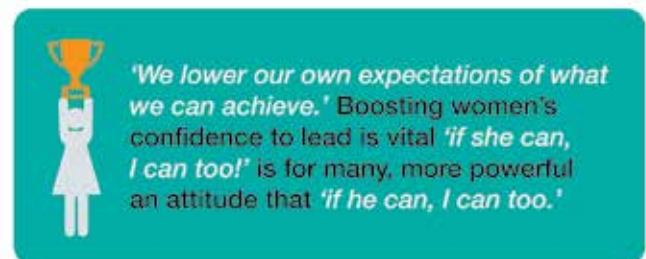 'We lower our own expectations of what
we can achieve.' Boosting women's
confidence to lead is vital 'if she can,
I can too!' is for many, more powerful
an attitude that 'if he can, I can too.'